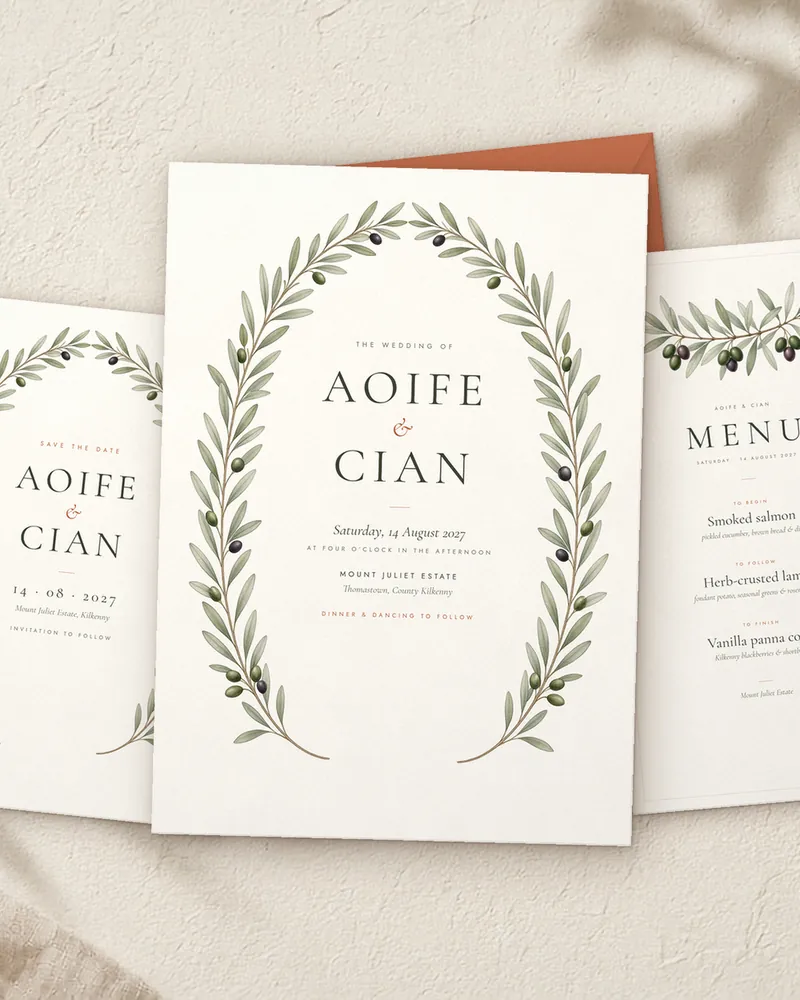 SAVE THE DATE
AOIFE
&
CIAN
14 · 08 · 2027
Mount Juliet Estate, Kilkenny
INVITATION TO FOLLOW
THE WEDDING OF
AOIFE
&
CIAN
Saturday, 14 August 2027
AT FOUR O'CLOCK IN THE AFTERNOON
MOUNT JULIET ESTATE
Thomastown, County Kilkenny
DINNER & DANCING TO FOLLOW
AOIFE & CIAN
MENU
SATURDAY · 14 AUGUST 2027
TO BEGIN
Smoked salmon
pickled cucumber, brown bread &
TO FOLLOW
Herb-crusted lam
fondant potato, seasonal greens &
TO FINISH
Vanilla panna co
Kilkenny blackberries & shortb
Mount Juliet Estate